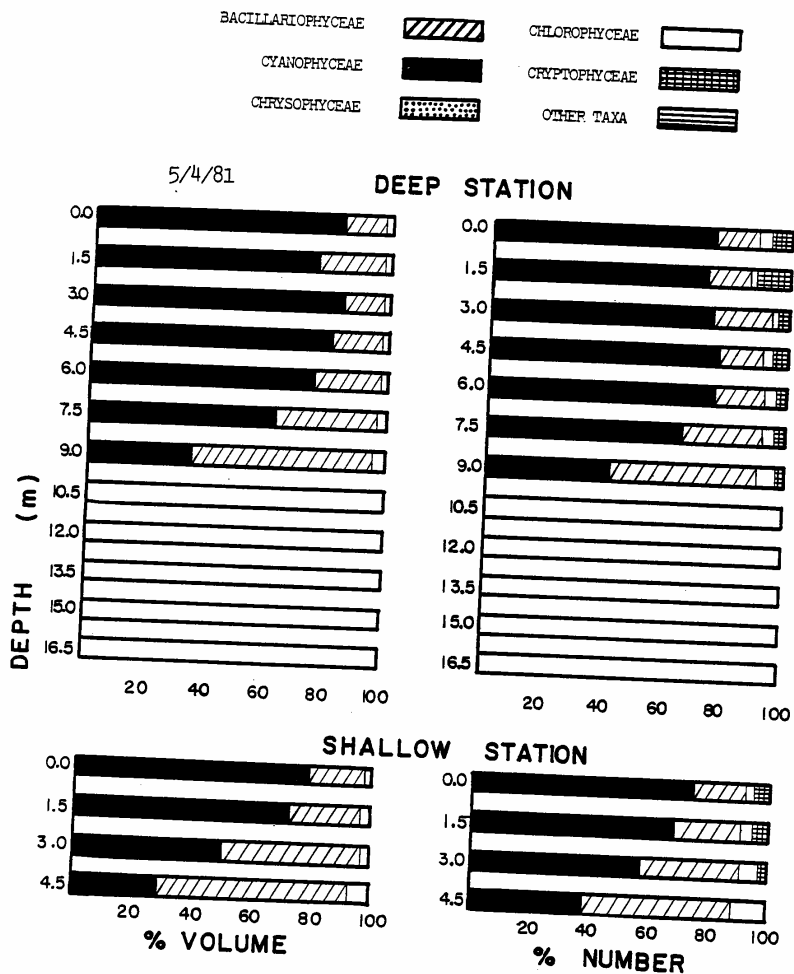 BACILLARIOPHYCEAE CHLOROPHYCEAE
CYANOPHYCEAE CRYPTOPHYCEAE
CHRYSOPHYCEAE OTHER TAXA
5/4/81 DEEP STATION
0.0
1.5
3.0
4.5
6.0
7.5
9.0
10.5
12.0
13.5
15.0
16.5
DEPTH (m)
20 40 60 80 100
0.0
1.5
3.0
4.5
6.0
7.5
9.0
10.5
12.0
13.5
15.0
16.5
20 40 60 80 100
SHALLOW STATION
0.0
1.5
3.0
4.5
20 40 60 80 100
% VOLUME
0.0
1.5
3.0
4.5
20 40 60 80 100
% NUMBER